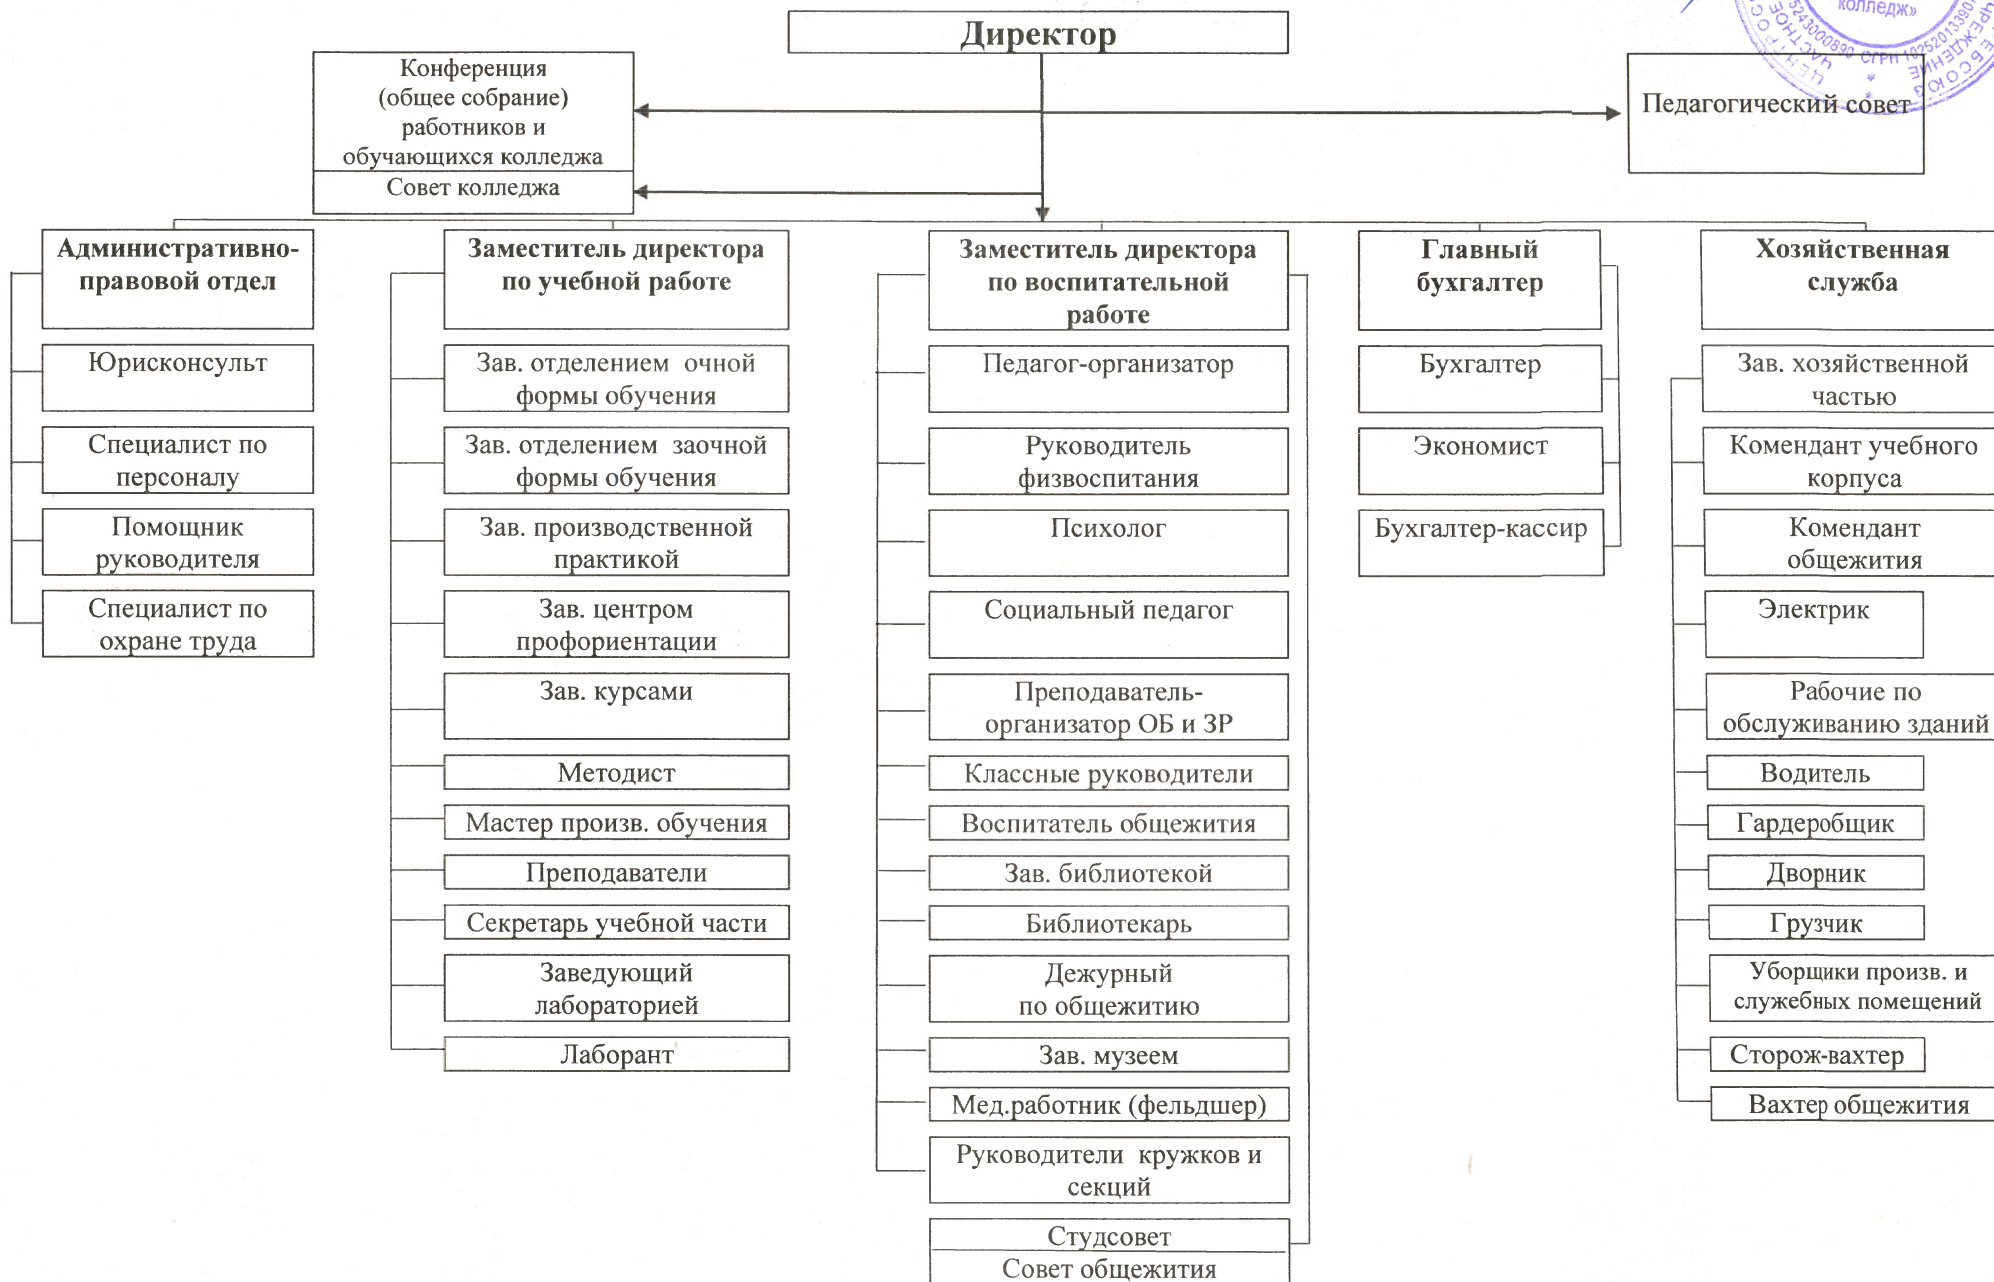 Директор
колледж»
Конференция
(общее собрание)
работников и
обучающихся колледжа
Совет колледжа
Педагогический совет
Административно-
правовой отдел
Юрисконсульт
Специалист по
персоналу
Помощник
руководителя
Специалист по
охране труда
Заместитель директора
по учебной работе
Зав. отделением очной
формы обучения
Зав. отделением заочной
формы обучения
Зав. производственной
практикой
Зав. центром
профориентации
Зав. курсами
Методист
Мастер произв. обучения
Преподаватели
Секретарь учебной части
Заведующий
лабораторией
Лаборант
Заместитель директора
по воспитательной
работе
Педагог-организатор
Руководитель
физвоспитания
Психолог
Социальный педагог
Преподаватель-
организатор ОБ и ЗР
Классные руководители
Воспитатель общежития
Зав. библиотекой
Библиотекарь
Дежурный
по общежитию
Зав. музеем
Мед.работник (фельдшер)
Руководители кружков и
секций
Студсовет
Совет общежития
Главный
бухгалтер
Бухгалтер
Экономист
Бухгалтер-кассир
Хозяйственная
служба
Зав. хозяйственной
частью
Комендант учебного
корпуса
Комендант
общежития
Электрик
Рабочие по
обслуживанию зданий
Водитель
Гардеробщик
Дворник
Грузчик
Уборщики произв. и
служебных помещений
Сторож-вахтер
Вахтер общежития